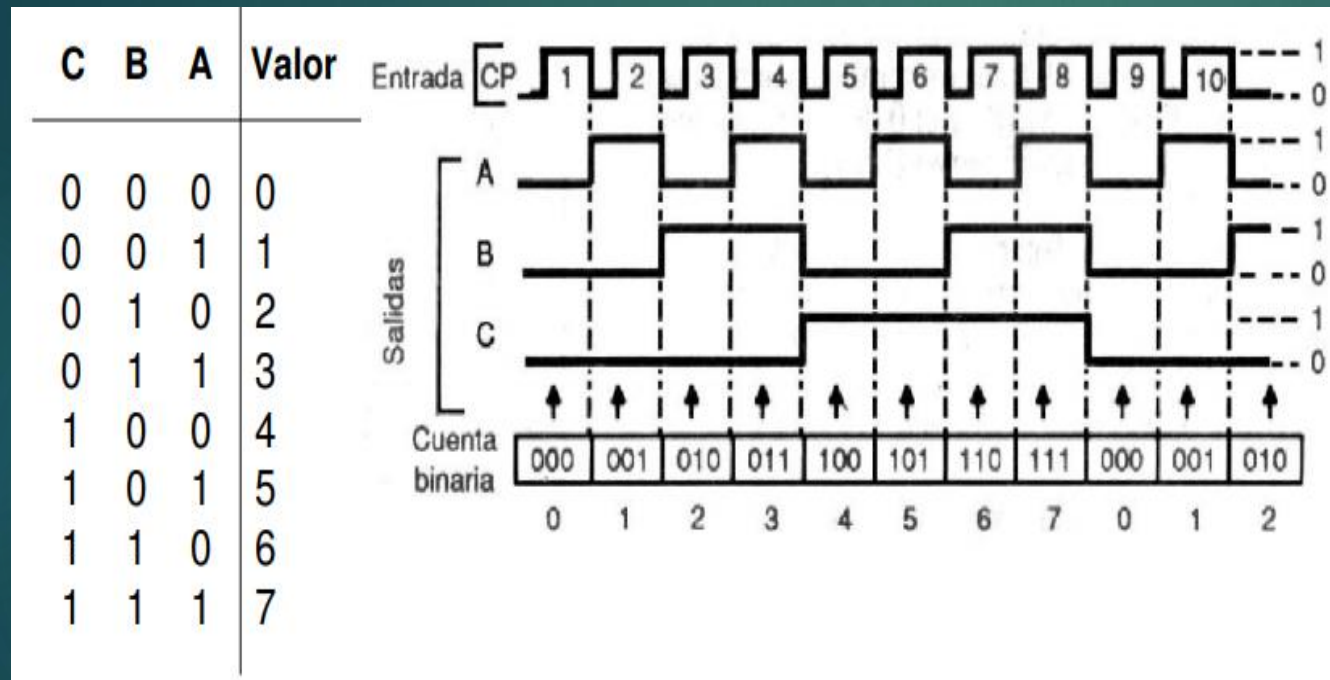 C B A Valor
0 0 0 0
0 0 1 1
0 1 0 2
0 1 1 3
1 0 0 4
1 0 1 5
1 1 0 6
1 1 1 7
Entrada CP 1 2 3 4 5 6 7 8 9 10 1
0
Salidas
A 1
0
B 1
0
C 1
0
Cuenta
binaria
000 001 010 011 100 101 110 111 000 001 010
0 1 2 3 4 5 6 7 0 1 2